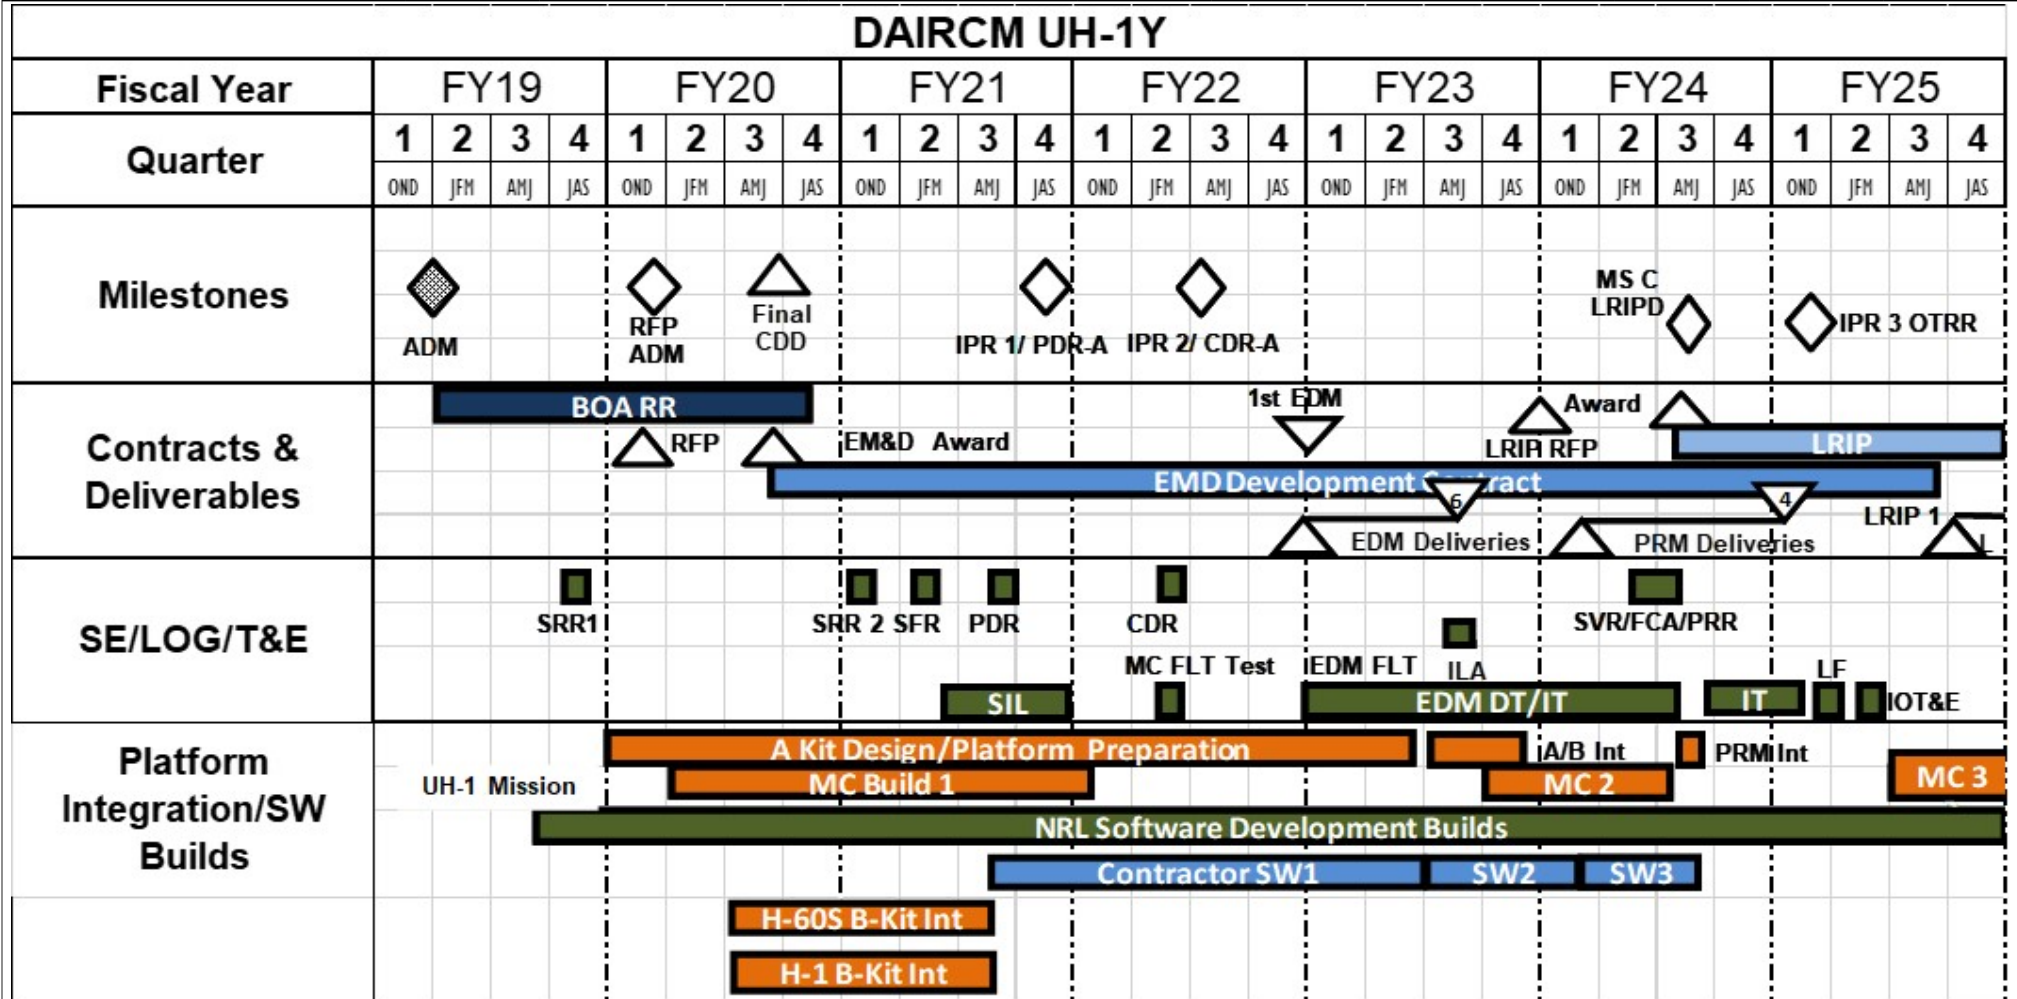 DAIRCM UH-1Y
Fiscal Year FY19 FY20 FY21 FY22 FY23 FY24 FY25
Quarter 1 2 3 4 1 2 3 4 1 2 3 4 1 2 3 4 1 2 3 4 1 2 3 4 1 2 3 4
OND JFM AMJ JAS OND JFM AMJ JAS OND JFM AMJ JAS OND JFM AMJ JAS OND JFM AMJ JAS OND JFM AMJ JAS OND JFM AMJ JAS
Milestones
ADM
RFP
ADM
Final
CDD
IPR 1/ PDR-A
IPR 2/ CDR-A
MS C
LRIPD
IPR 3 OTRR
Contracts &
Deliverables
BOA RR
RFP
EM&D Award
1st EDM
LRIP RFP
Award
LRIP
EMD Development Contract
6
4
EDM Deliveries
PRM Deliveries
LRIP 1
L
SE/LOG/T&E
SRR1
SRR 2
SFR
PDR
CDR
SVR/FCA/PRR
MC FLT Test
EDM FLT
ILA
LF
SIL
EDM DT/IT
IT
IOT&E
Platform
Integration/SW
Builds
A Kit Design/Platform Preparation
A/B Int
PRM Int
UH-1 Mission
MC Build 1
MC 2
MC 3
NRL Software Development Builds
Contractor SW1
SW2
SW3
H-60S B-Kit Int
H-1 B-Kit Int